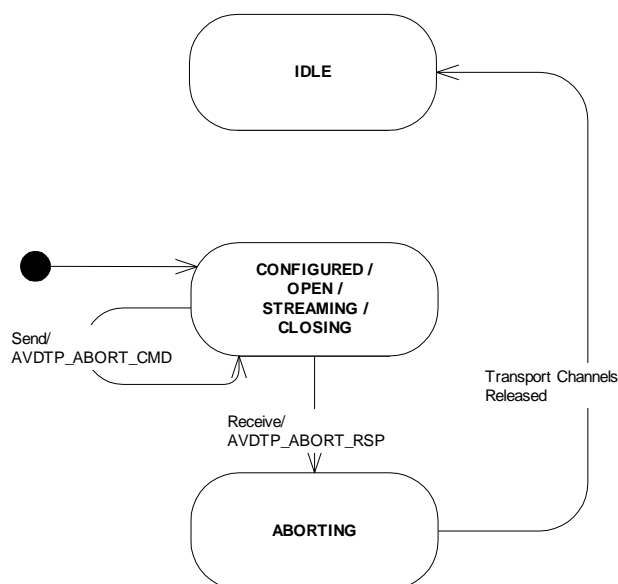 IDLE
CONFIGURED /
OPEN /
STREAMING /
CLOSING
Send/
AVDTP_ABORT_CMD
Transport Channels
Released
Receive/
AVDTP_ABORT_RSP
ABORTING